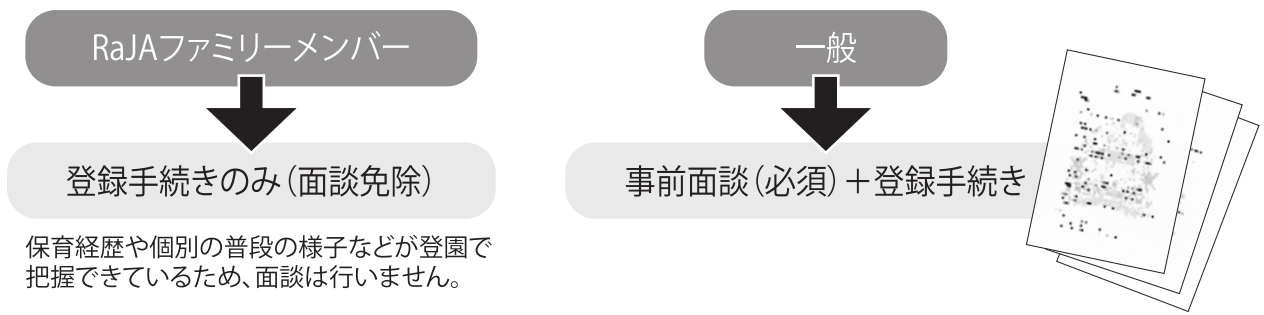 RaJAファミリーメンバー
登録手続きのみ（面談免除）
保育経歴や個別の普段の様子などが登園で
把握できているため、面談は行いません。
一般
事前面談（必須）＋登録手続き